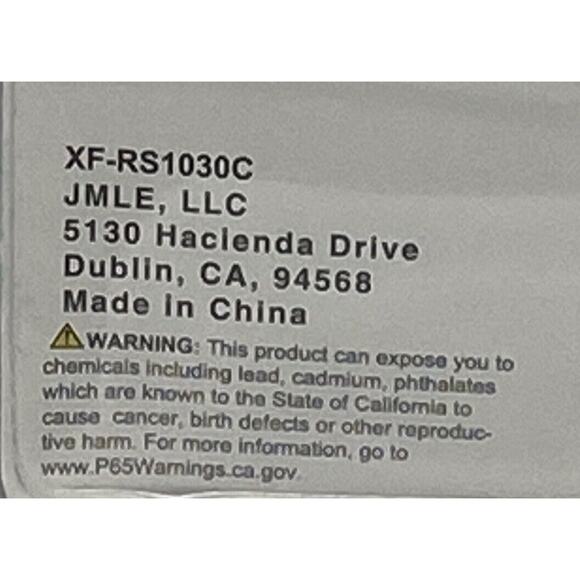 XF-RS1030C
JMLE, LLC
5130 Hacienda Drive
Dublin, CA, 94568
Made in China
WARNING: This product can expose you to
chemicals including lead, cadmium, phthalates
which are known to the State of California to
cause cancer, birth defects or other reproduc-
tive harm. For more information, go to
www.P65Warnings.ca.gov.